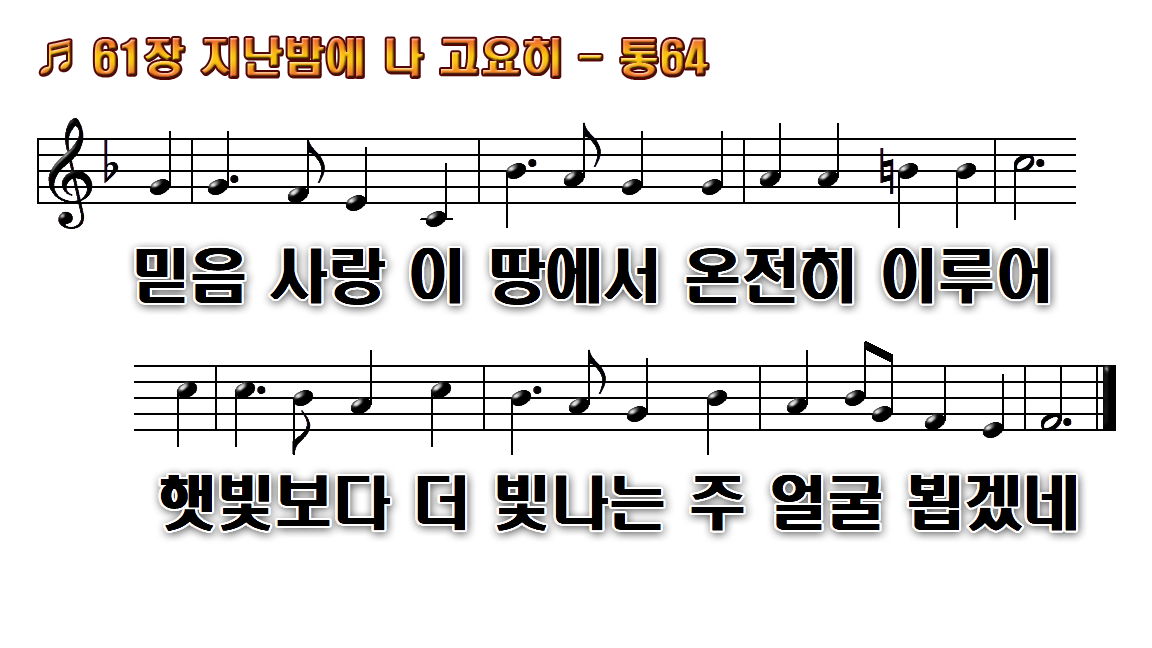 ♬ 61장 지난밤에 나 고요히 - 통64
믿음 사랑 이 땅에서 온전히 이루어
햇빛보다 더 빛나는 주 얼굴 뵙겠네